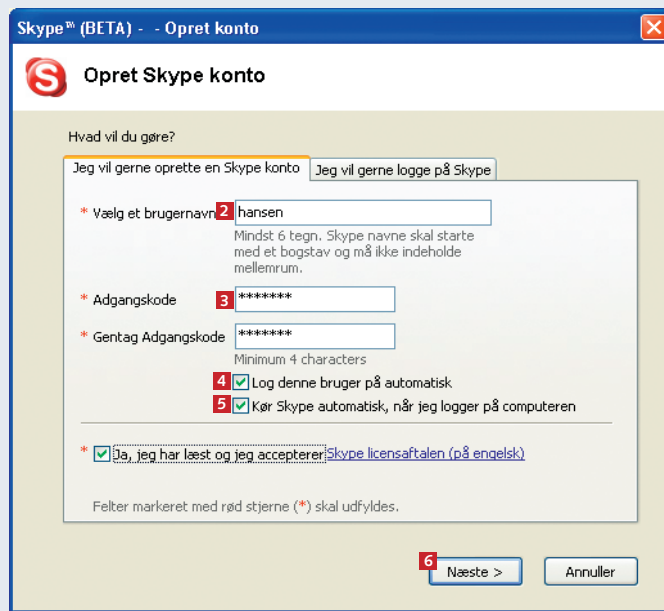 Skype™ (BETA) - - Opret konto
S
Opret Skype konto
Hvad vil du gøre?
Jeg vil gerne oprette en Skype konto
Jeg vil gerne logge på Skype
* Vælg et brugernavn 2 hansen
Mindst 6 tegn. Skype navne skal starte
med et bogstav og må ikke indeholde
mellemrum.
* Adgangskode 3 *******
* Gentag Adgangskode *******
Minimum 4 characters
4 Log denne bruger på automatisk
5 Kør Skype automatisk, når jeg logger på computeren
* Ja, jeg har læst og jeg accepterer Skype licensaftalen (på engelsk)
Felter markeret med rød stjerne (*) skal udfyldes.
6 Næste > Annuller